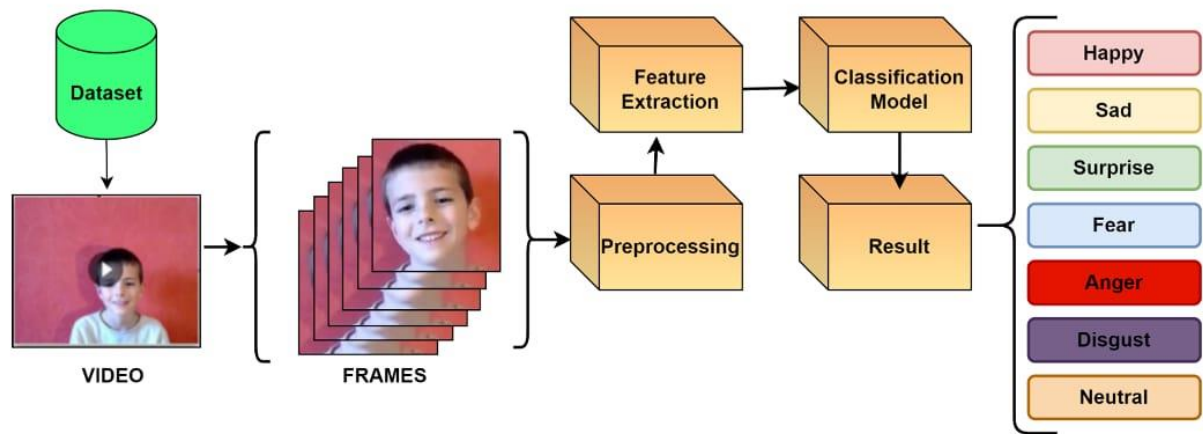 Dataset
VIDEO
FRAMES
Preprocessing
Feature
Extraction
Classification
Model
Result
Happy
Sad
Surprise
Fear
Anger
Disgust
Neutral